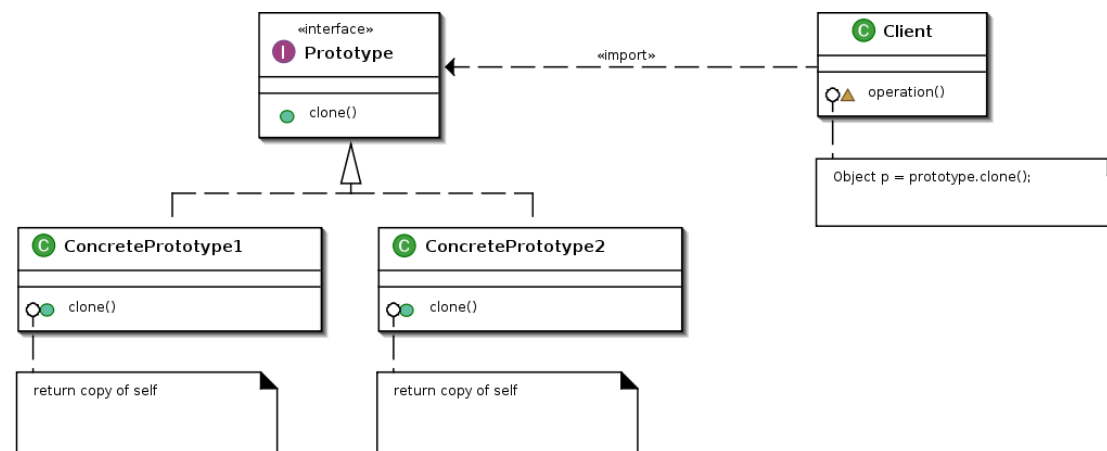 «interface»
I Prototype
clone()
«import»
C Client
operation()
Object p = prototype.clone();
C ConcretePrototype1
clone()
return copy of self
C ConcretePrototype2
clone()
return copy of self